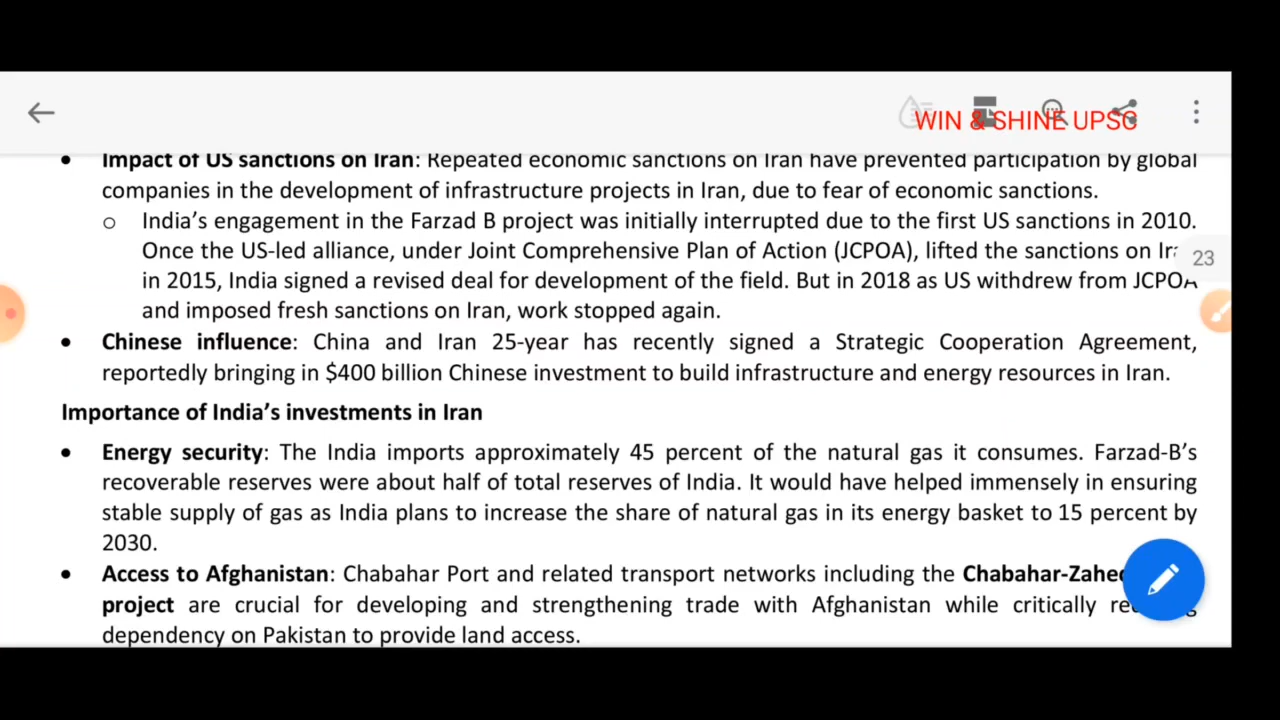 WIN & SHINE UPSC
• Impact of US sanctions on Iran: Repeated economic sanctions on Iran have prevented participation by global
companies in the development of infrastructure projects in Iran, due to fear of economic sanctions.
23
o India's engagement in the Farzad B project was initially interrupted due to the first US sanctions in 2010.
Once the US-led alliance, under Joint Comprehensive Plan of Action (JCPOA), lifted the sanctions on
in 2015, India signed a revised deal for development of the field. But in 2018 as US withdrew from JCPOA
and imposed fresh sanctions on Iran, work stopped again.
• Chinese influence: China and Iran 25-year has recently signed a Strategic Cooperation Agreement,
reportedly bringing in $400 billion Chinese investment to build infrastructure and energy resources in Iran.
Importance of India's investments in Iran
• Energy security: The India imports approximately 45 percent of the natural gas it consumes. Farzad-B's
recoverable reserves were about half of total reserves of India. It would have helped immensely in ensuring
stable supply of gas as India plans to increase the share of natural gas in its energy basket to 15 percent by
2030.
• Access to Afghanistan: Chabahar Port and related transport networks including the
project are crucial for developing and strengthening trade with Afghanistan while critically
dependency on Pakistan to provide land access.